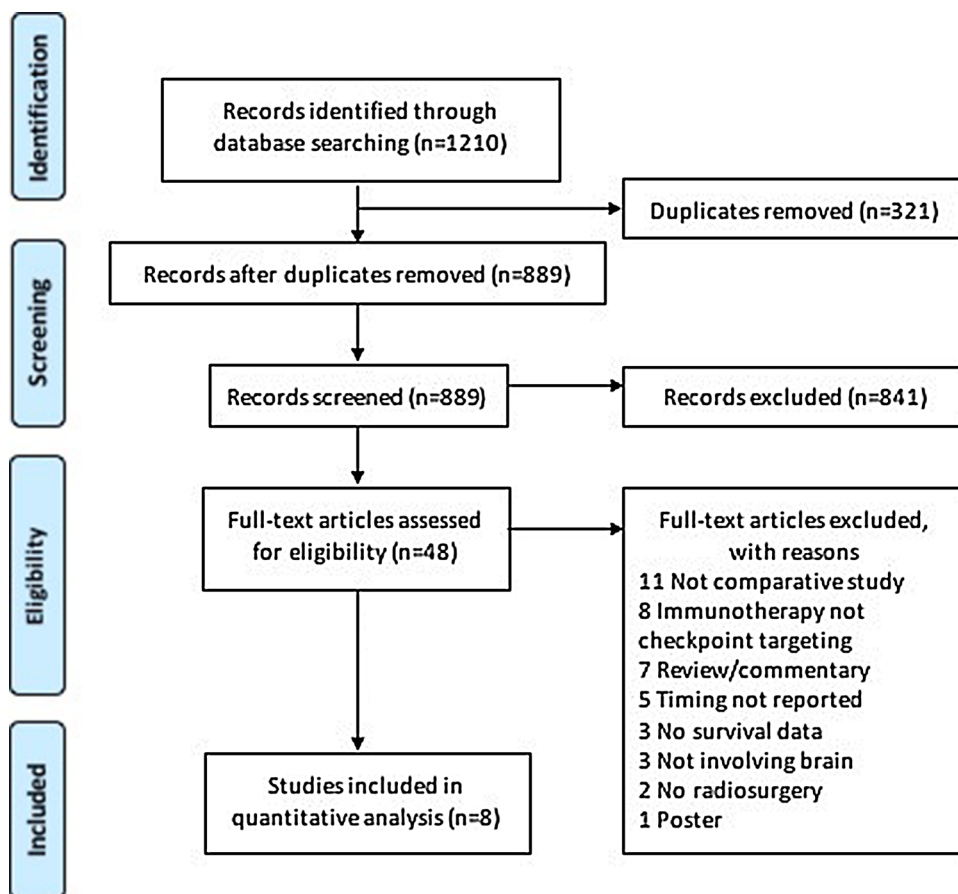 Identification
Records identified through
database searching (n=1210)
Duplicates removed (n=321)
Screening
Records after duplicates removed (n=889)
Records screened (n=889)
Records excluded (n=841)
Eligibility
Full-text articles assessed
for eligibility (n=48)
Full-text articles excluded,
with reasons
11 Not comparative study
8 Immunotherapy not
checkpoint targeting
7 Review/commentary
5 Timing not reported
3 No survival data
3 Not involving brain
2 No radiosurgery
1 Poster
Included
Studies included in
quantitative analysis (n=8)